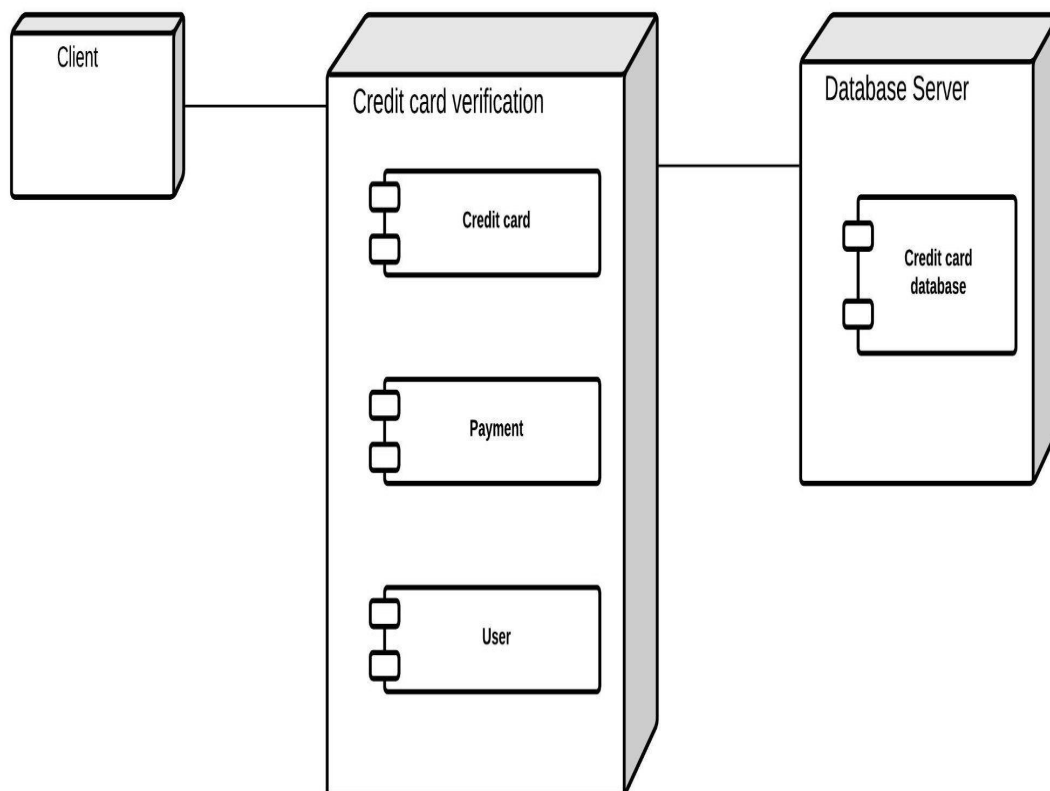 Client
Credit card verification
Credit card
Payment
User
Database Server
Credit card
database